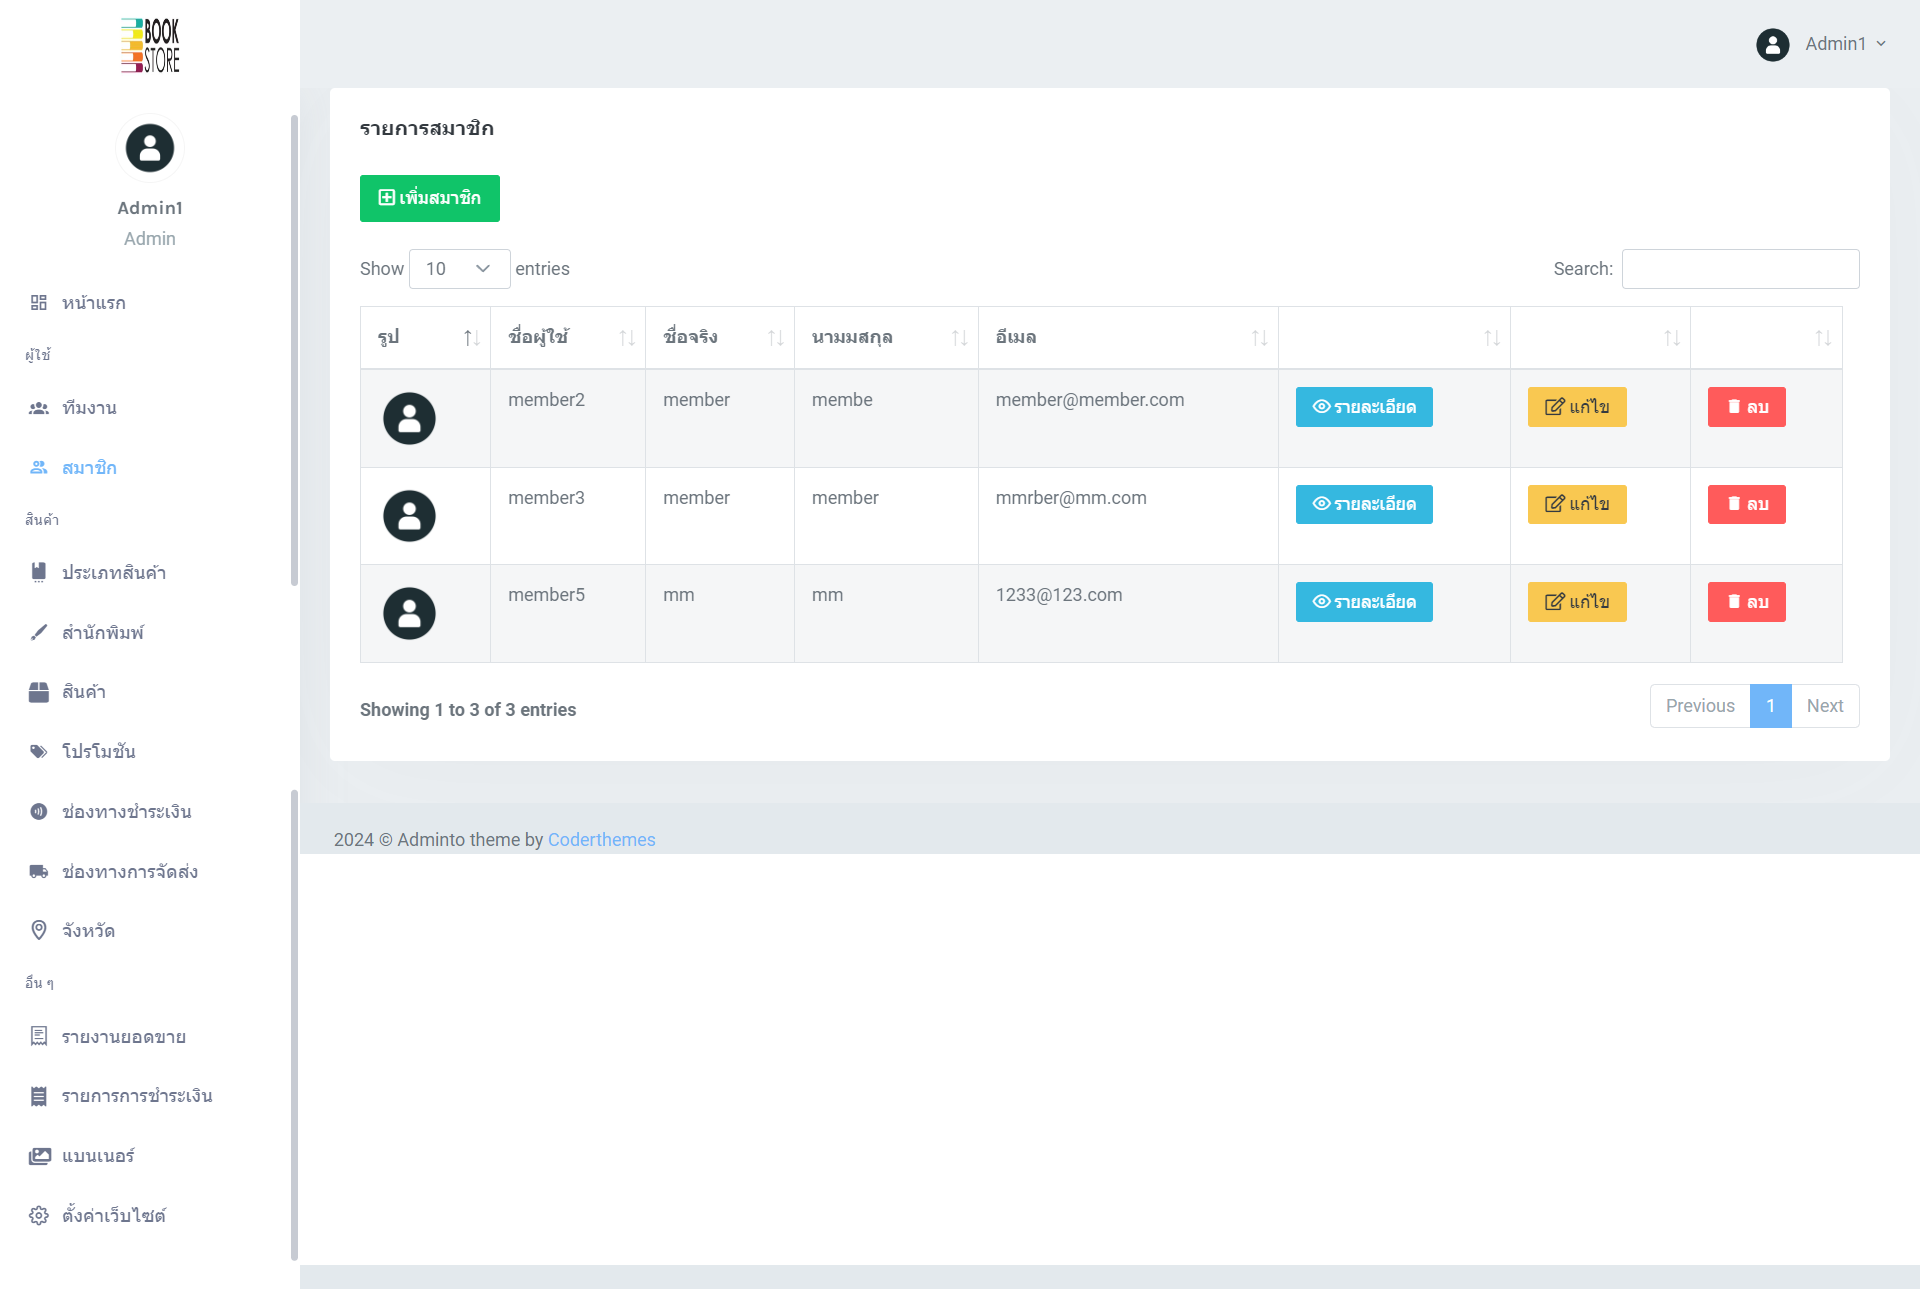 BOOK
STORE
Admin1
Admin1
Admin
หน้าแรก
ผู้ใช้
ทีมงาน
สมาชิก
สินค้า
ประเภทสินค้า
สำนักพิมพ์
สินค้า
โปรโมชัน
ช่องทางชำระเงิน
ช่องทางการจัดส่ง
จังหวัด
อื่น ๆ
รายงานยอดขาย
รายการการชำระเงิน
แบนเนอร์
ตั้งค่าเว็บไซต์
รายการสมาชิก
เพิ่มสมาชิก
Show 10 entries
Search:
รูป ชื่อผู้ใช้ ชื่อจริง นามมสกุล อีเมล
member2 member membe member@member.com รายละเอียด แก้ไข ลบ
member3 member member mmrber@mm.com รายละเอียด แก้ไข ลบ
member5 mm mm 1233@123.com รายละเอียด แก้ไข ลบ
Showing 1 to 3 of 3 entries
Previous 1 Next
2024 © Adminto theme by Coderthemes